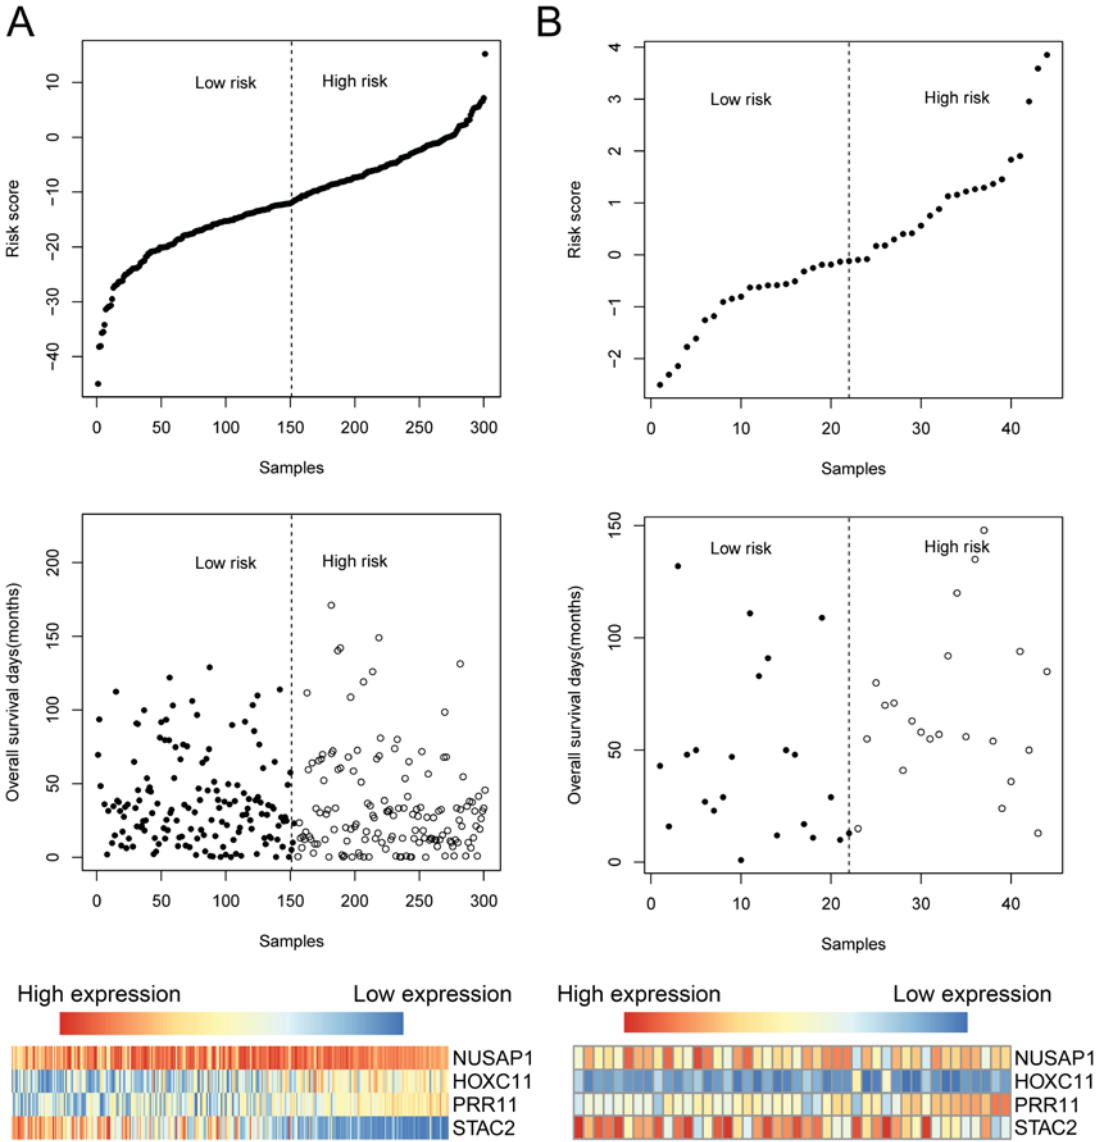 A
Risk score
10
0
−10
−20
−30
−40
Low risk
High risk
0 50 100 150 200 250 300
Samples
B
Risk score
4
3
2
1
0
−1
−2
Low risk
High risk
0 10 20 30 40
Samples
Overall survival days(months)
200
150
100
50
0
Low risk
High risk
0 50 100 150 200 250 300
Samples
Overall survival days(months)
150
100
50
0
Low risk
High risk
0 10 20 30 40
Samples
High expression
Low expression
NUSAP1
HOXC11
PRR11
STAC2
High expression
Low expression
NUSAP1
HOXC11
PRR11
STAC2